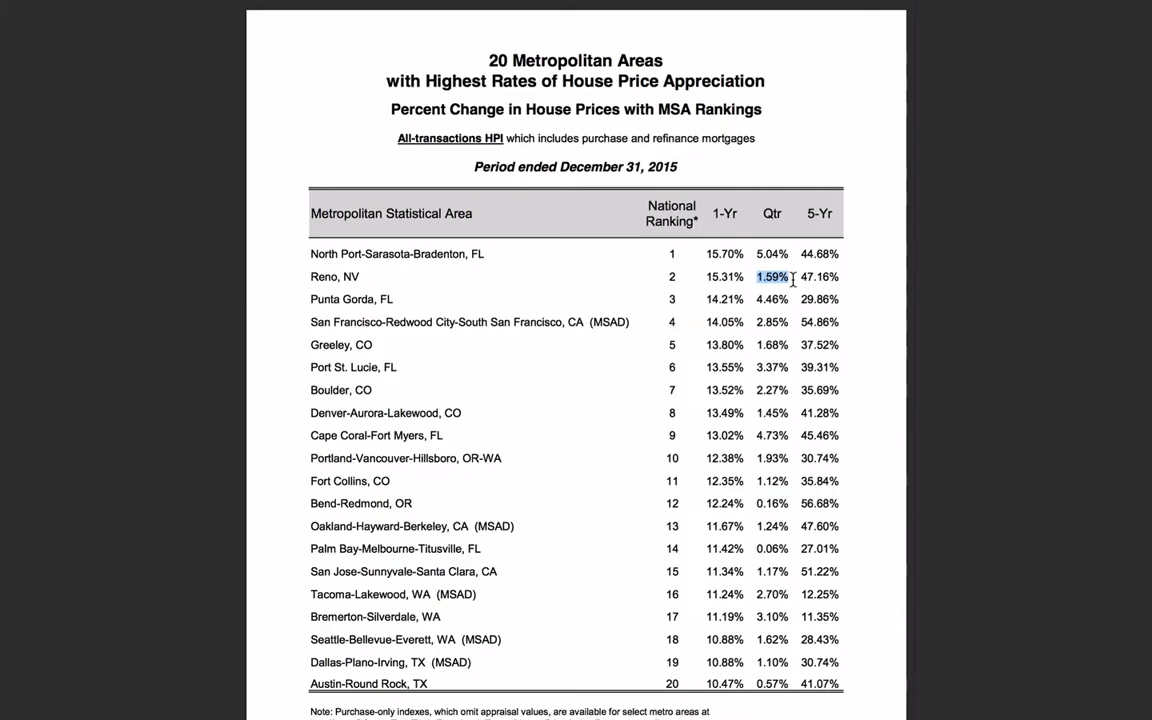 20 Metropolitan Areas
with Highest Rates of House Price Appreciation
Percent Change in House Prices with MSA Rankings
All-transactions HPI which includes purchase and refinance mortgages
Period ended December 31, 2015
Metropolitan Statistical Area National Ranking* 1-Yr Qtr 5-Yr
North Port-Sarasota-Bradenton, FL 1 15.70% 5.04% 44.68%
Reno, NV 2 15.31% 1.59% 47.16%
Punta Gorda, FL 3 14.21% 4.46% 29.86%
San Francisco-Redwood City-South San Francisco, CA (MSAD) 4 14.05% 2.85% 54.86%
Greeley, CO 5 13.80% 1.68% 37.52%
Port St. Lucie, FL 6 13.55% 3.37% 39.31%
Boulder, CO 7 13.52% 2.27% 35.69%
Denver-Aurora-Lakewood, CO 8 13.49% 1.45% 41.28%
Cape Coral-Fort Myers, FL 9 13.02% 4.73% 45.46%
Portland-Vancouver-Hillsboro, OR-WA 10 12.38% 1.93% 30.74%
Fort Collins, CO 11 12.35% 1.12% 35.84%
Bend-Redmond, OR 12 12.24% 0.16% 56.68%
Oakland-Hayward-Berkeley, CA (MSAD) 13 11.67% 1.24% 47.60%
Palm Bay-Melbourne-Titusville, FL 14 11.42% 0.06% 27.01%
San Jose-Sunnyvale-Santa Clara, CA 15 11.34% 1.17% 51.22%
Tacoma-Lakewood, WA (MSAD) 16 11.24% 2.70% 12.25%
Bremerton-Silverdale, WA 17 11.19% 3.10% 11.35%
Seattle-Bellevue-Everett, WA (MSAD) 18 10.88% 1.62% 28.43%
Dallas-Plano-Irving, TX (MSAD) 19 10.88% 1.10% 30.74%
Austin-Round Rock, TX 20 10.47% 0.57% 41.07%
Note: Purchase-only indexes, which omit appraisal values, are available for select metro areas at